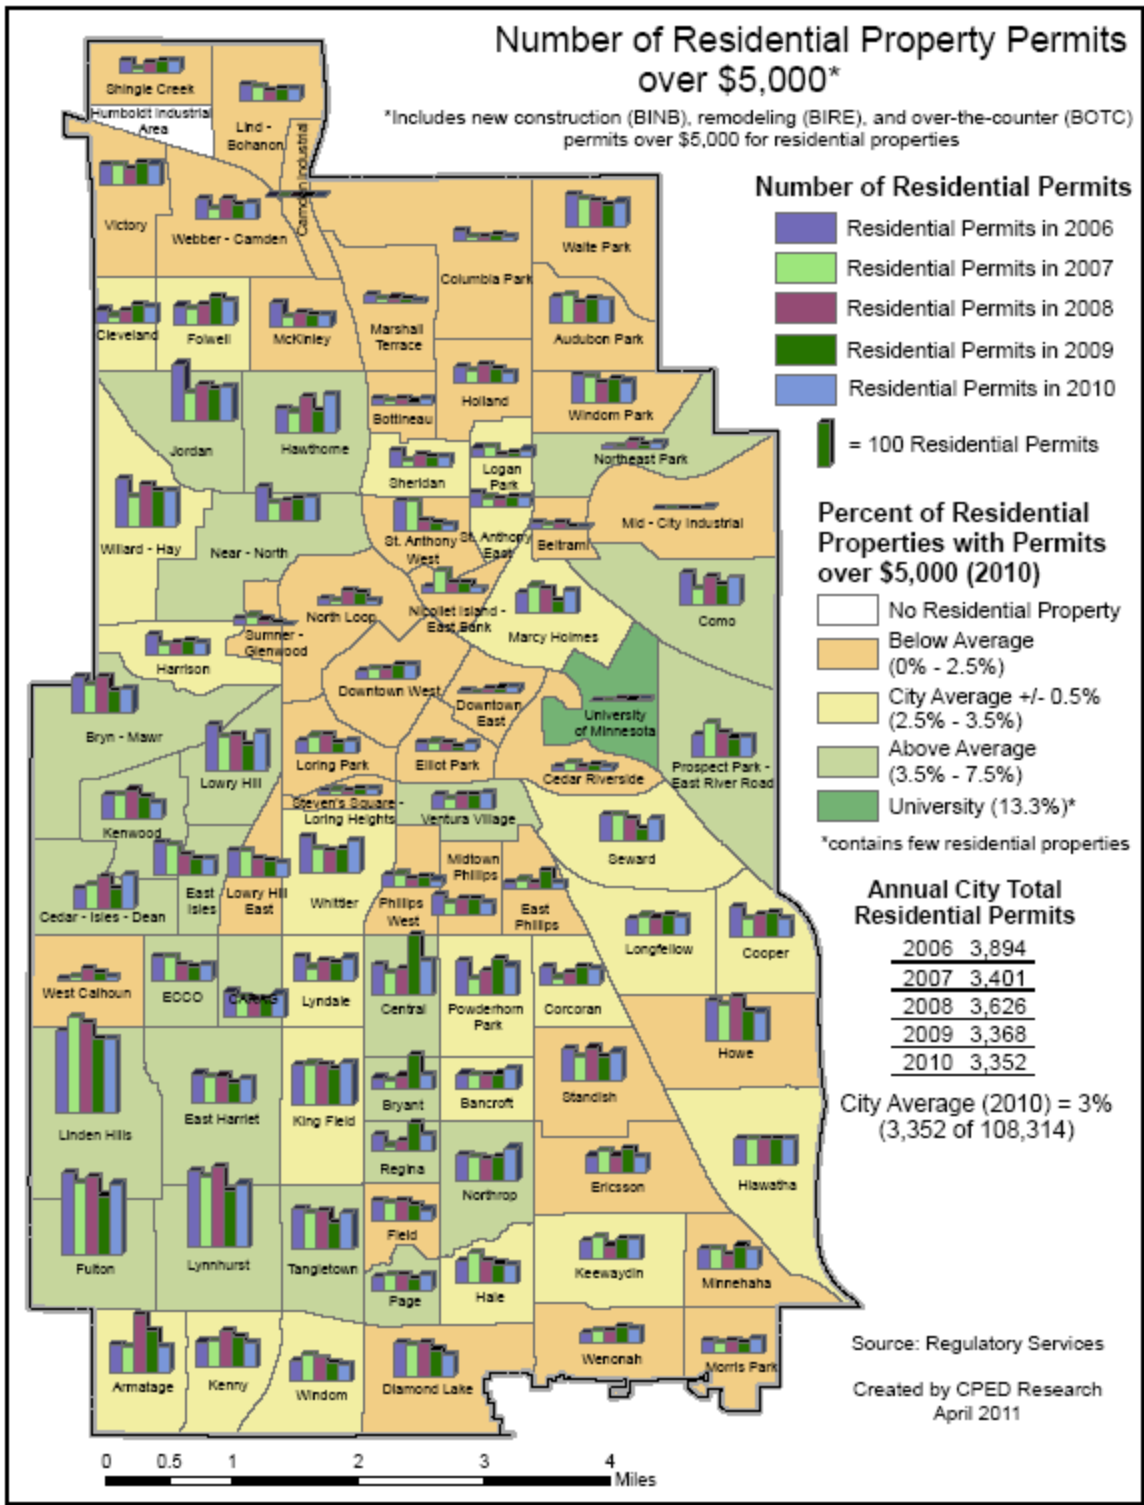 Number of Residential Property Permits
over $5,000*
*Includes new construction (BINB), remodeling (BIRE), and over-the-counter (BOTC)
permits over $5,000 for residential properties
Number of Residential Permits
Residential Permits in 2006
Residential Permits in 2007
Residential Permits in 2008
Residential Permits in 2009
Residential Permits in 2010
= 100 Residential Permits
Percent of Residential
Properties with Permits
over $5,000 (2010)
No Residential Property
Below Average
(0% - 2.5%)
City Average +/- 0.5%
(2.5% - 3.5%)
Above Average
(3.5% - 7.5%)
University (13.3%)*
*contains few residential properties
Annual City Total
Residential Permits
2006 3,894
2007 3,401
2008 3,626
2009 3,368
2010 3,352
City Average (2010) = 3%
(3,352 of 108,314)
Source: Regulatory Services
Created by CPED Research
April 2011
Shingle Creek
Humboldt Industrial
Area
Lind -
Bohanon
Camden Industrial
Victory
Webber - Camden
Columbia Park
Waite Park
Cleveland
Folwell
McKinley
Marshall
Terrace
Audubon Park
Holland
Bottineau
Windom Park
Jordan
Hawthorne
Sheridan
Logan
Park
Northeast Park
Willard - Hay
Near - North
St. Anthony
West
St. Anthony
East
Beltrami
Mid - City Industrial
North Loop
Nicollet Island -
East Bank
Marcy Holmes
Como
Sumner -
Glenwood
Harrison
Downtown West
Downtown
East
University
of Minnesota
Bryn - Mawr
Lowry Hill
Loring Park
Elliot Park
Cedar Riverside
Prospect Park -
East River Road
Steven's Square -
Loring Heights
Ventura Village
Kenwood
Seward
East
Isles
Lowry Hill
East
Whittier
Midtown
Phillips
Phillips
West
East
Phillips
Cedar - Isles - Dean
Longfellow
Cooper
West Calhoun
ECCO
CARAG
Lyndale
Central
Powderhorn
Park
Corcoran
Howe
Linden Hills
East Harriet
King Field
Bryant
Bancroft
Standish
Regina
Northrop
Ericsson
Hiawatha
Fulton
Lynnhurst
Tangletown
Field
Page
Hale
Keewaydin
Minnehaha
Armatage
Kenny
Windom
Diamond Lake
Wenonah
Morris Park
0 0.5 1 2 3 4
Miles